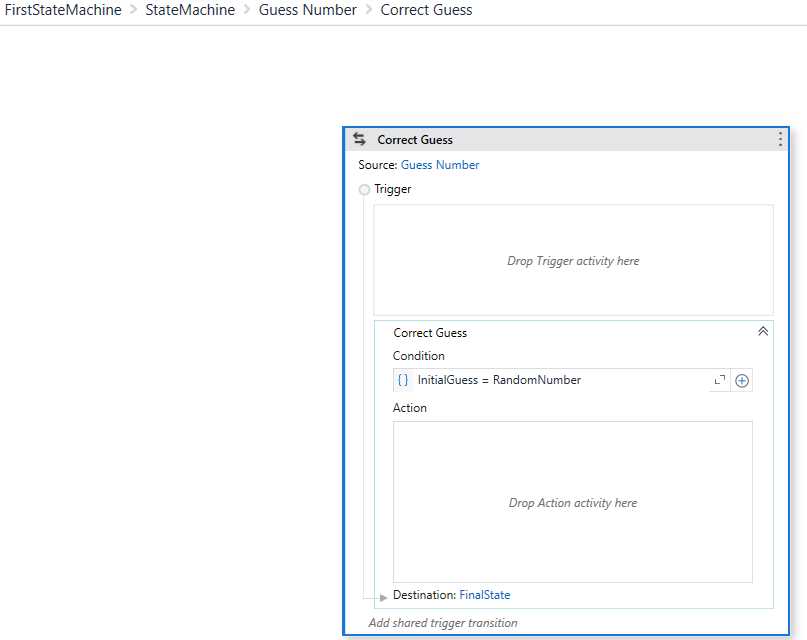 FirstStateMachine > StateMachine > Guess Number > Correct Guess
Correct Guess
Source: Guess Number
Trigger
Drop Trigger activity here
Correct Guess
Condition
{} InitialGuess = RandomNumber
Action
Drop Action activity here
Destination: FinalState
Add shared trigger transition